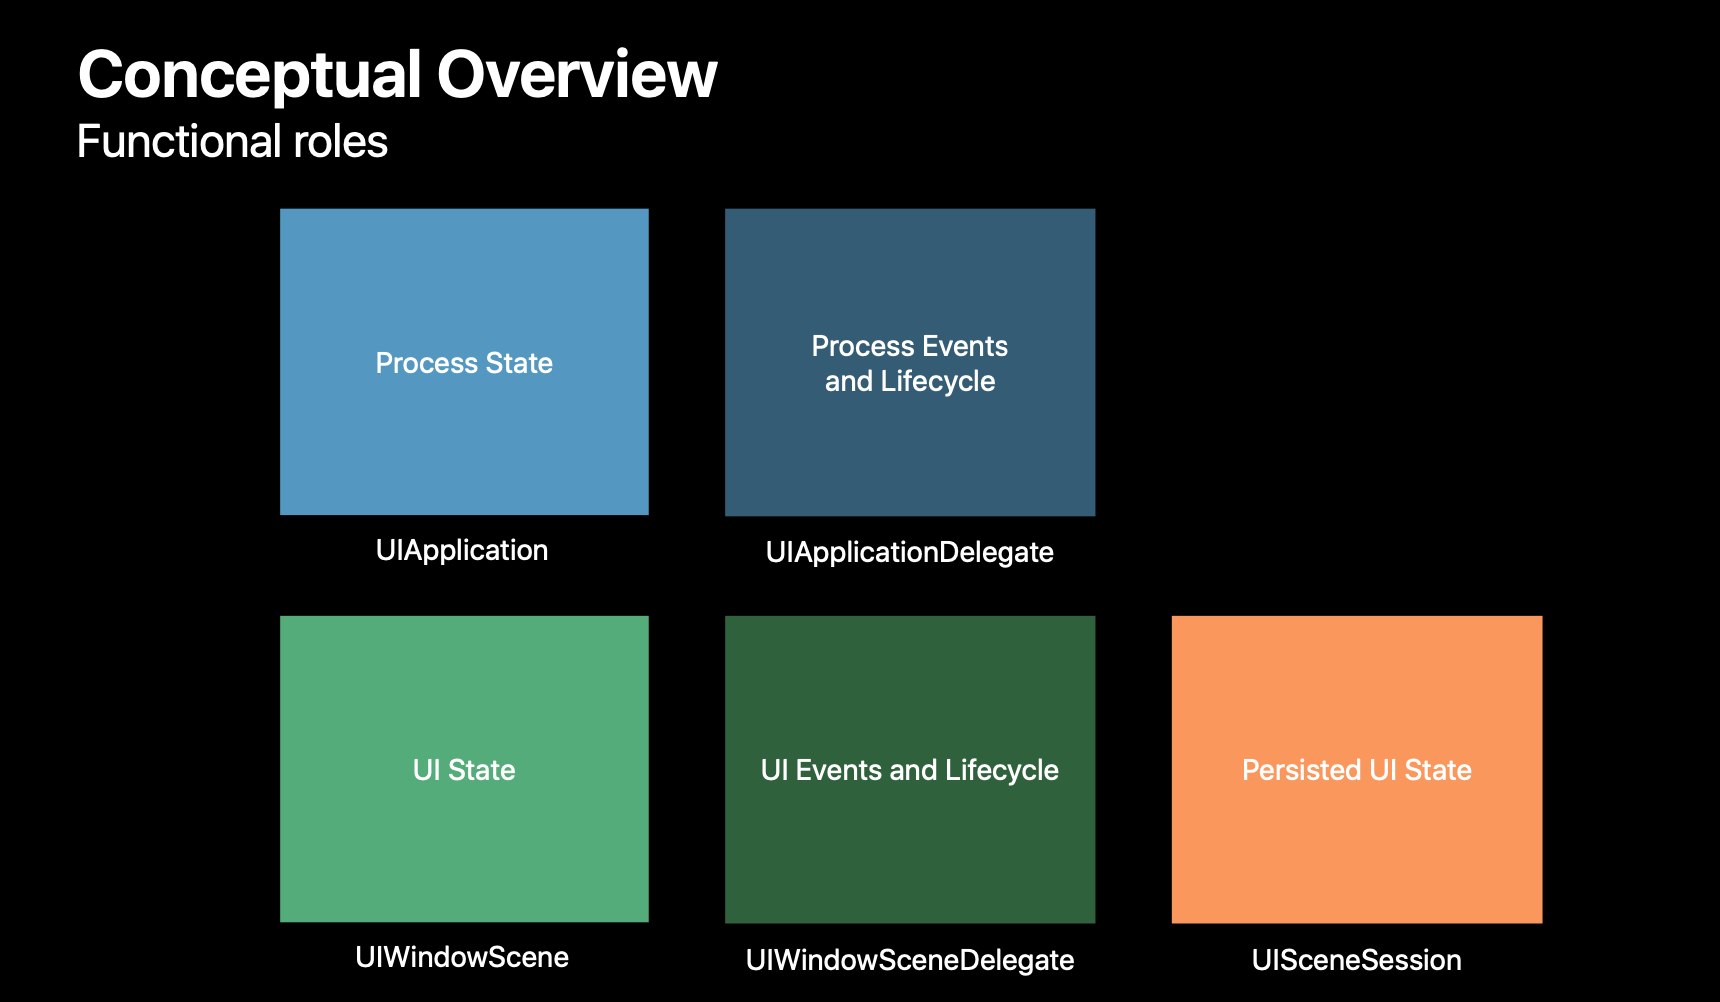 Conceptual Overview
Functional roles
Process State
Process Events
and Lifecycle
UIApplication
UIApplicationDelegate
UI State
UI Events and Lifecycle
Persisted UI State
UIWindowScene
UIWindowSceneDelegate
UISceneSession